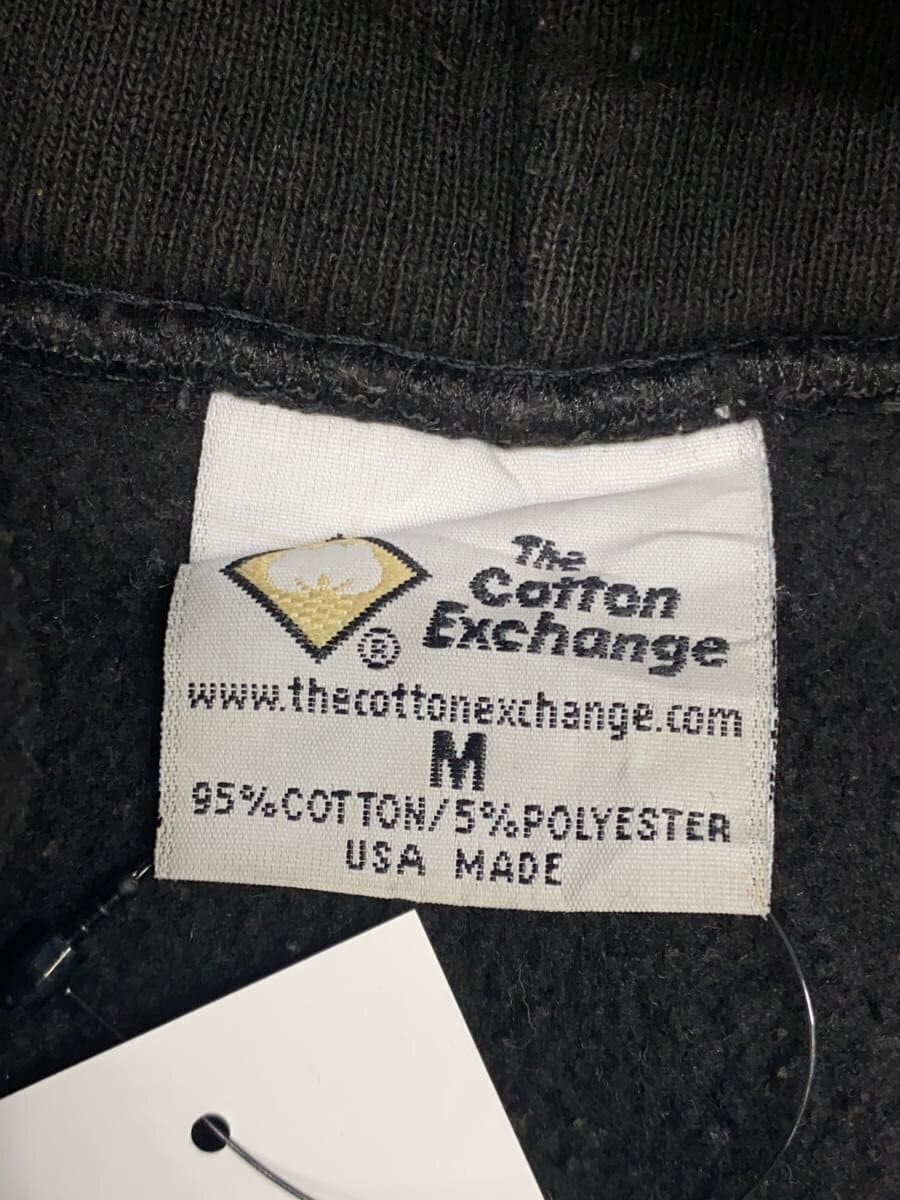 The
Cotton
Exchange
®
www.thecottonexchange.com
M
95%COTTON/5%POLYESTER
USA MADE